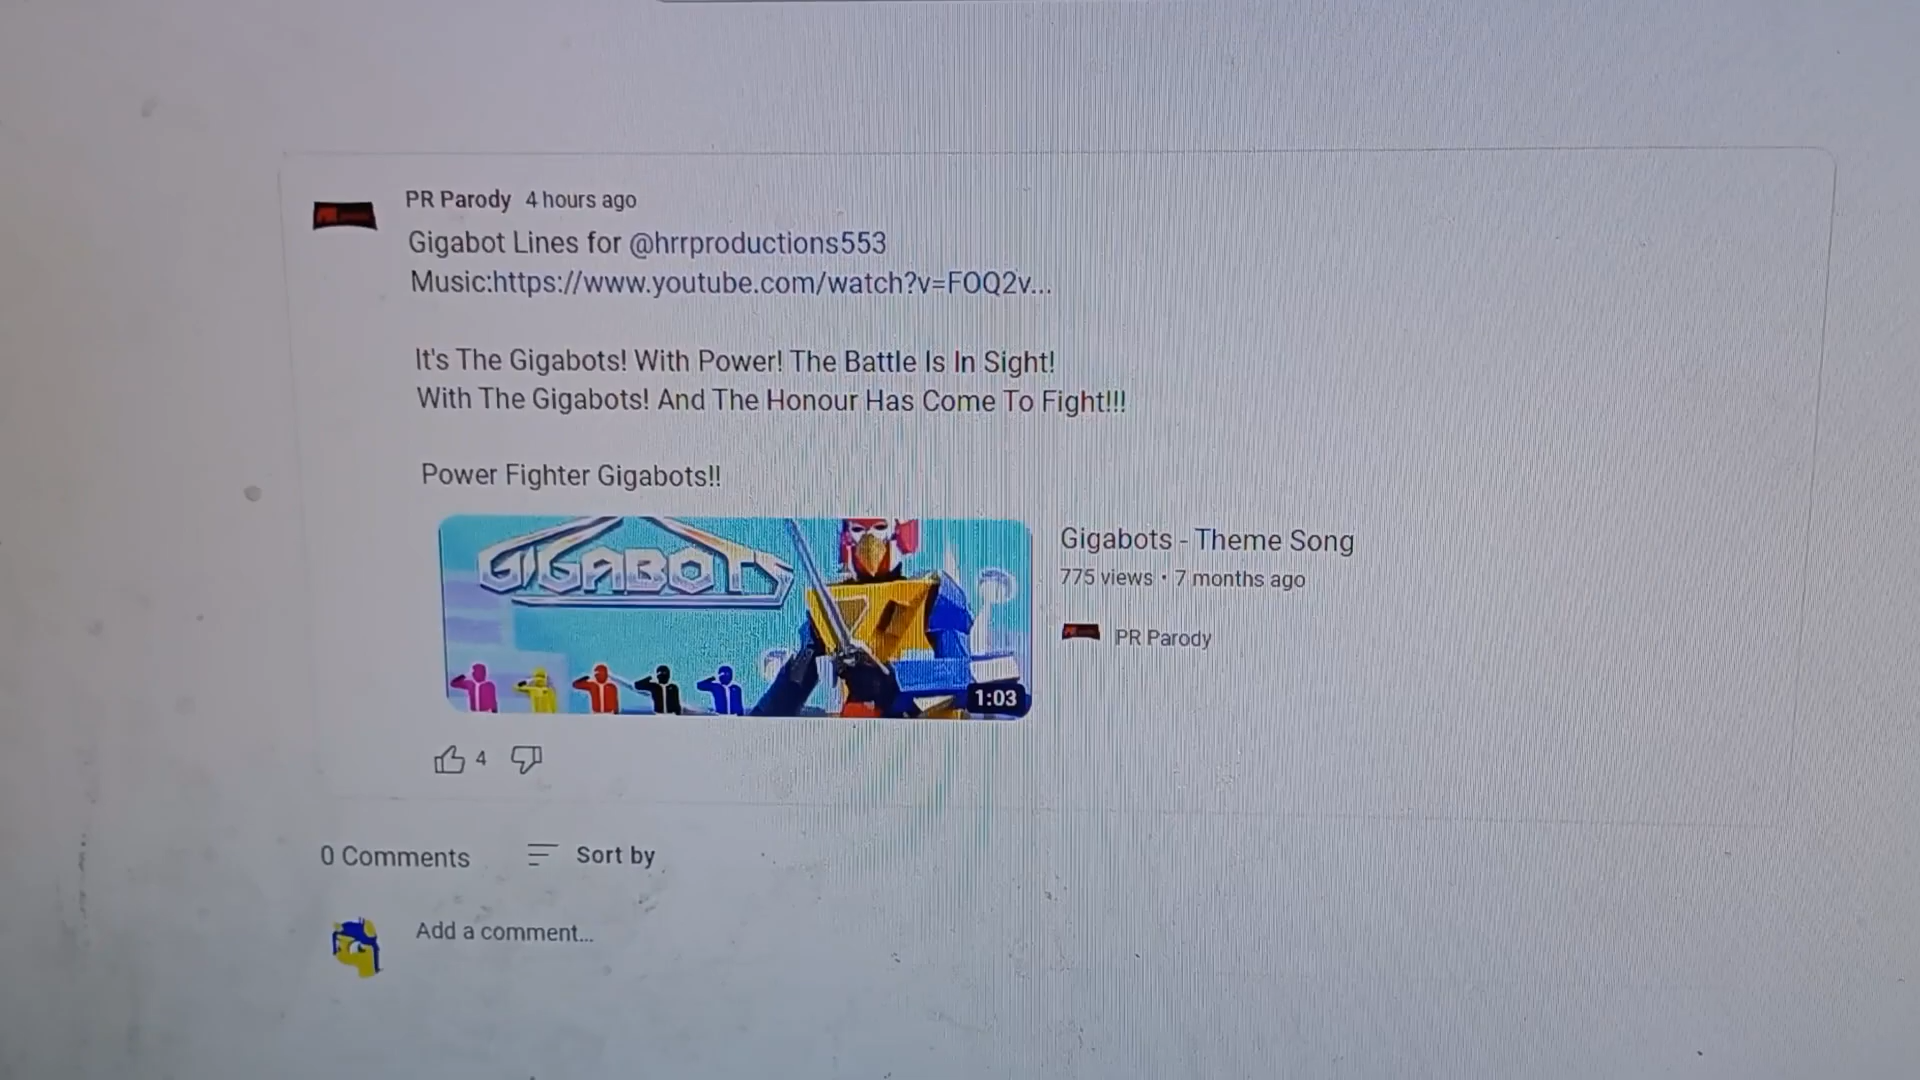 PR Parody 4 hours ago
Gigabot Lines for @hrrproductions553
Music:https://www.youtube.com/watch?v=FOQ2v...
It's The Gigabots! With Power! The Battle Is In Sight!
With The Gigabots! And The Honour Has Come To Fight!!!
Power Fighter Gigabots!!
GIGABOTS
1:03
Gigabots - Theme Song
775 views • 7 months ago
PR Parody
4
0 Comments Sort by
Add a comment...